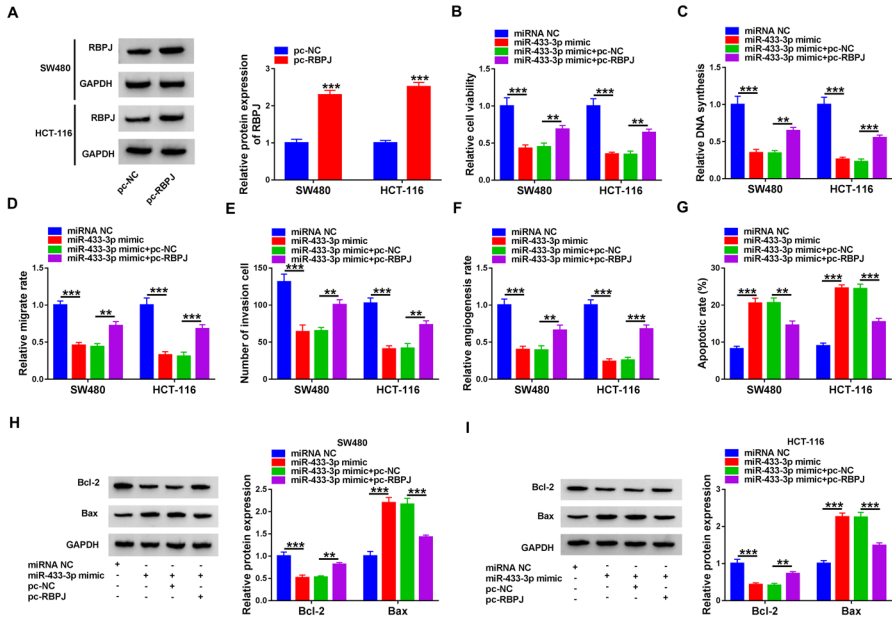 A
SW480
HCT-116
RBPJ
GAPDH
RBPJ
GAPDH
pc-NC
pc-RBPJ
pc-NC
pc-RBPJ
Relative protein expression
of RBPJ
3
2
1
0
***
***
SW480
HCT-116
B
miRNA NC
miR-433-3p mimic
miR-433-3p mimic+pc-NC
miR-433-3p mimic+pc-RBPJ
Relative cell viability
1.5
1.0
0.5
0.0
***
**
***
**
SW480
HCT-116
C
miRNA NC
miR-433-3p mimic
miR-433-3p mimic+pc-NC
miR-433-3p mimic+pc-RBPJ
Relative DNA synthesis
1.5
1.0
0.5
0.0
***
**
***
***
SW480
HCT-116
D
miRNA NC
miR-433-3p mimic
miR-433-3p mimic+pc-NC
miR-433-3p mimic+pc-RBPJ
Relative migrate rate
1.5
1.0
0.5
0.0
***
**
***
***
SW480
HCT-116
E
miRNA NC
miR-433-3p mimic
miR-433-3p mimic+pc-NC
miR-433-3p mimic+pc-RBPJ
Number of invasion cell
150
100
50
0
***
**
***
**
SW480
HCT-116
F
miRNA NC
miR-433-3p mimic
miR-433-3p mimic+pc-NC
miR-433-3p mimic+pc-RBPJ
Relative angiogenesis rate
1.5
1.0
0.5
0.0
***
**
***
***
SW480
HCT-116
G
miRNA NC
miR-433-3p mimic
miR-433-3p mimic+pc-NC
miR-433-3p mimic+pc-RBPJ
Apoptotic rate (%)
30
20
10
0
***
**
***
**
SW480
HCT-116
H
Bcl-2
Bax
GAPDH
miRNA NC + - - -
miR-433-3p mimic - + + +
pc-NC - - + -
pc-RBPJ - - - +
SW480
miRNA NC
miR-433-3p mimic
miR-433-3p mimic+pc-NC
miR-433-3p mimic+pc-RBPJ
Relative protein expression
2.5
2.0
1.5
1.0
0.5
0.0
***
**
***
***
Bcl-2
Bax
I
Bcl-2
Bax
GAPDH
miRNA NC + - - -
miR-433-3p mimic - + + +
pc-NC - - + -
pc-RBPJ - - - +
HCT-116
miRNA NC
miR-433-3p mimic
miR-433-3p mimic+pc-NC
miR-433-3p mimic+pc-RBPJ
Relative protein expression
3
2
1
0
***
**
***
***
Bcl-2
Bax